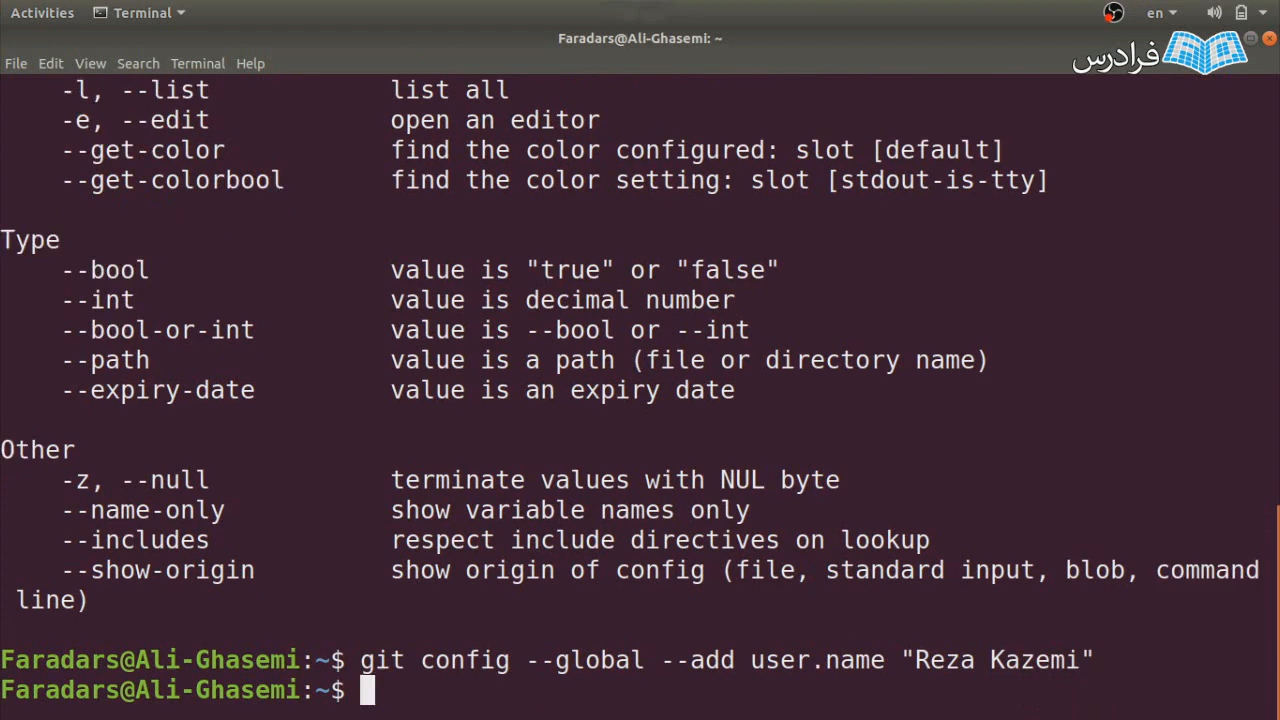 Activities Terminal en
Faradars@Ali-Ghasemi: ~
فرادرس
File Edit View Search Terminal Help
-l, --list list all
-e, --edit open an editor
--get-color find the color configured: slot [default]
--get-colorbool find the color setting: slot [stdout-is-tty]
Type
--bool value is "true" or "false"
--int value is decimal number
--bool-or-int value is --bool or --int
--path value is a path (file or directory name)
--expiry-date value is an expiry date
Other
-z, --null terminate values with NUL byte
--name-only show variable names only
--includes respect include directives on lookup
--show-origin show origin of config (file, standard input, blob, command
line)
Faradars@Ali-Ghasemi:~$ git config --global --add user.name "Reza Kazemi"
Faradars@Ali-Ghasemi:~$